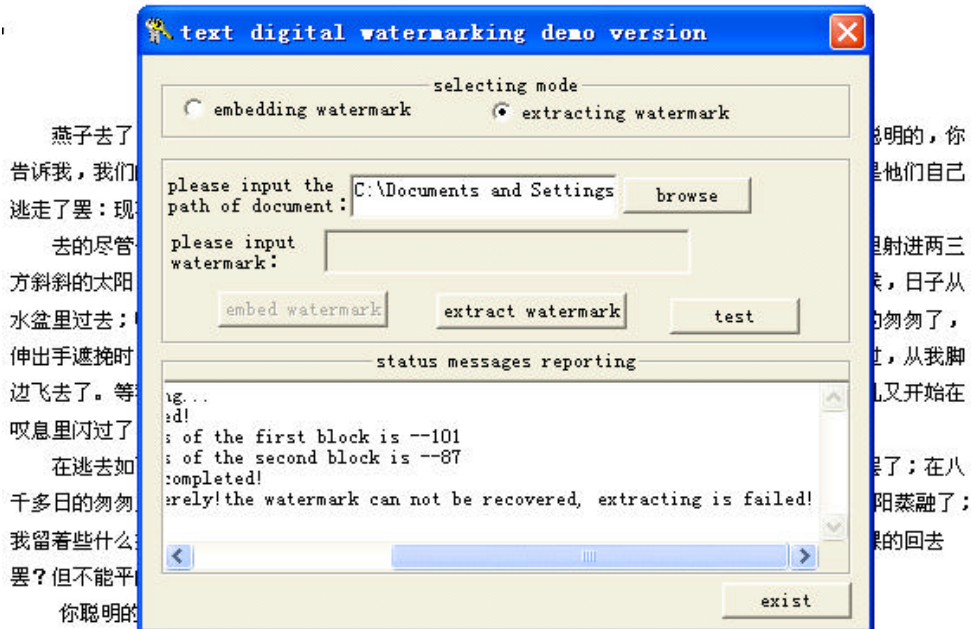 text digital watermarking demo version
selecting mode
embedding watermark
extracting watermark
please input the
path of document:
C:\Documents and Settings
browse
please input
watermark:
embed watermark
extract watermark
test
status messages reporting
ng...
ed!
s of the first block is --101
s of the second block is --87
completed!
erely!the watermark can not be recovered, extracting is failed!
exist
燕子去了
告诉我，我们
逃走了罢：现
去的尽管
方斜斜的太阳
水盆里过去；
伸出手遮挽时
边飞去了。等
叹息里闪过了
在逃去如
千多日的匆匆
我留着些什么
罢？但不能平
你聪明的
明的，你
他们自己
射进两三
，日子从
匆匆了，
，从我脚
又开始在
了；在八
阳蒸融了；
的回去